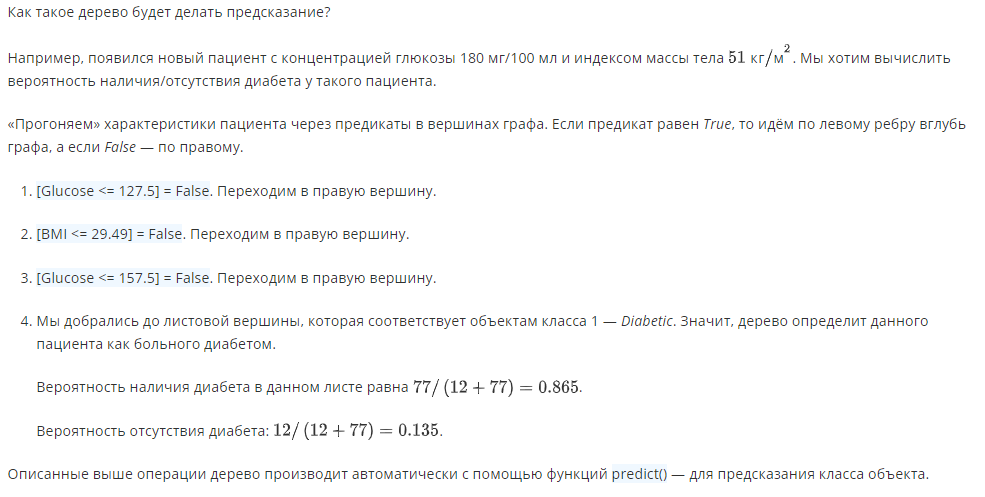 Как такое дерево будет делать предсказание?
Например, появился новый пациент с концентрацией глюкозы 180 мг/100 мл и индексом массы тела 51 кг/м². Мы хотим вычислить
вероятность наличия/отсутствия диабета у такого пациента.
«Прогоняем» характеристики пациента через предикаты в вершинах графа. Если предикат равен True, то идём по левому ребру вглубь
графа, а если False — по правому.
1. [Glucose <= 127.5] = False. Переходим в правую вершину.
2. [BMI <= 29.49] = False. Переходим в правую вершину.
3. [Glucose <= 157.5] = False. Переходим в правую вершину.
4. Мы добрались до листовой вершины, которая соответствует объектам класса 1 — Diabetic. Значит, дерево определит данного
пациента как больного диабетом.
Вероятность наличия диабета в данном листе равна 77/ (12 + 77) = 0.865.
Вероятность отсутствия диабета: 12/ (12 + 77) = 0.135.
Описанные выше операции дерево производит автоматически с помощью функций predict() — для предсказания класса объекта.